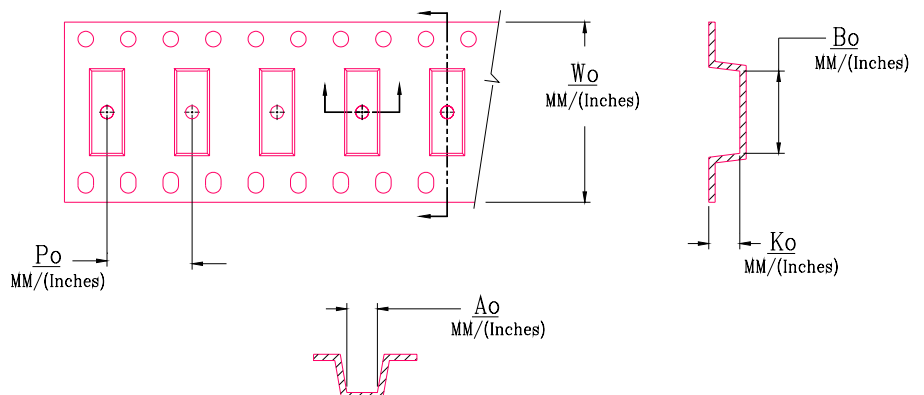 Wo
MM/(Inches)
Bo
MM/(Inches)
Po
MM/(Inches)
Ko
MM/(Inches)
Ao
MM/(Inches)